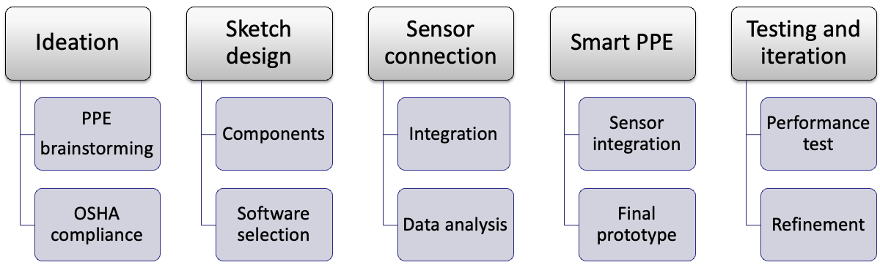 Ideation
PPE
brainstorming
OSHA
compliance
Sketch
design
Components
Software
selection
Sensor
connection
Integration
Data analysis
Smart PPE
Sensor
integration
Final
prototype
Testing and
iteration
Performance
test
Refinement